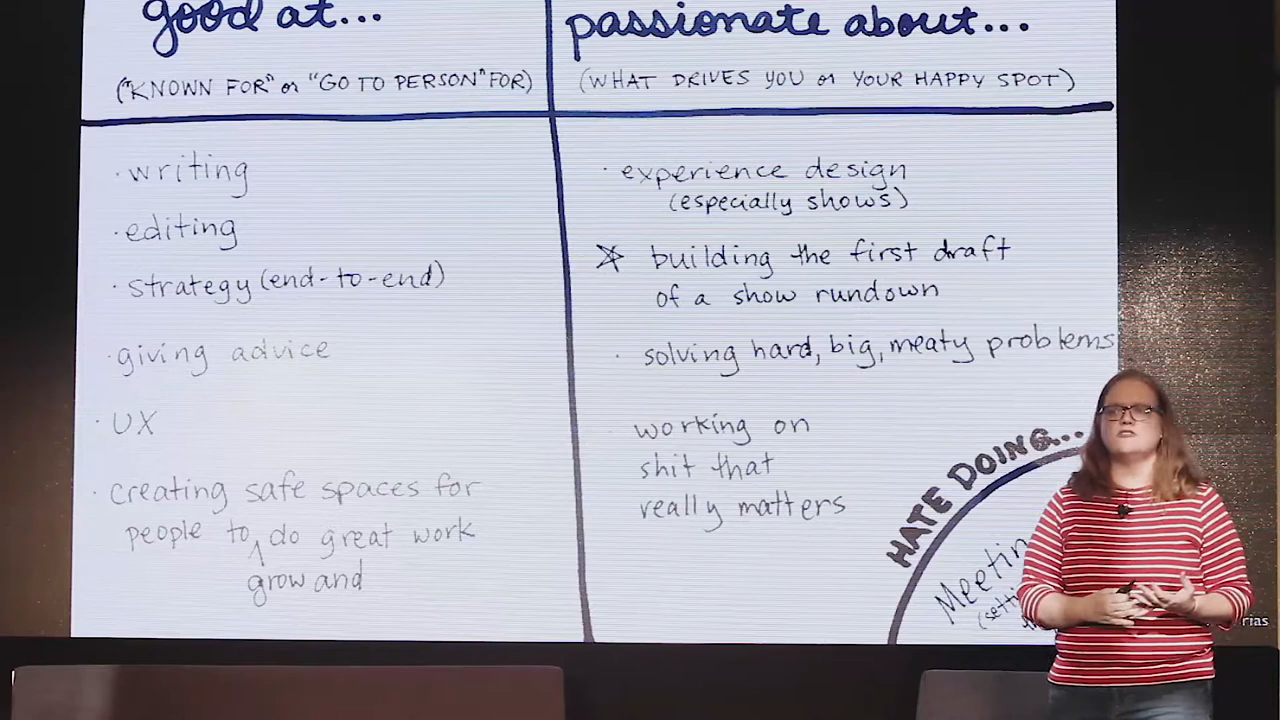 good at...
("KNOWN FOR" or "GO TO PERSON" FOR)
· writing
· editing
· strategy (end-to-end)
· giving advice
· UX
· creating safe spaces for
people to ^ do great work
grow and
passionate about...
(WHAT DRIVES YOU or YOUR HAPPY SPOT)
· experience design
(especially shows)
☆ building the first draft
of a show rundown
· solving hard, big, meaty problems
working on
shit that
really matters
HATE DOING...